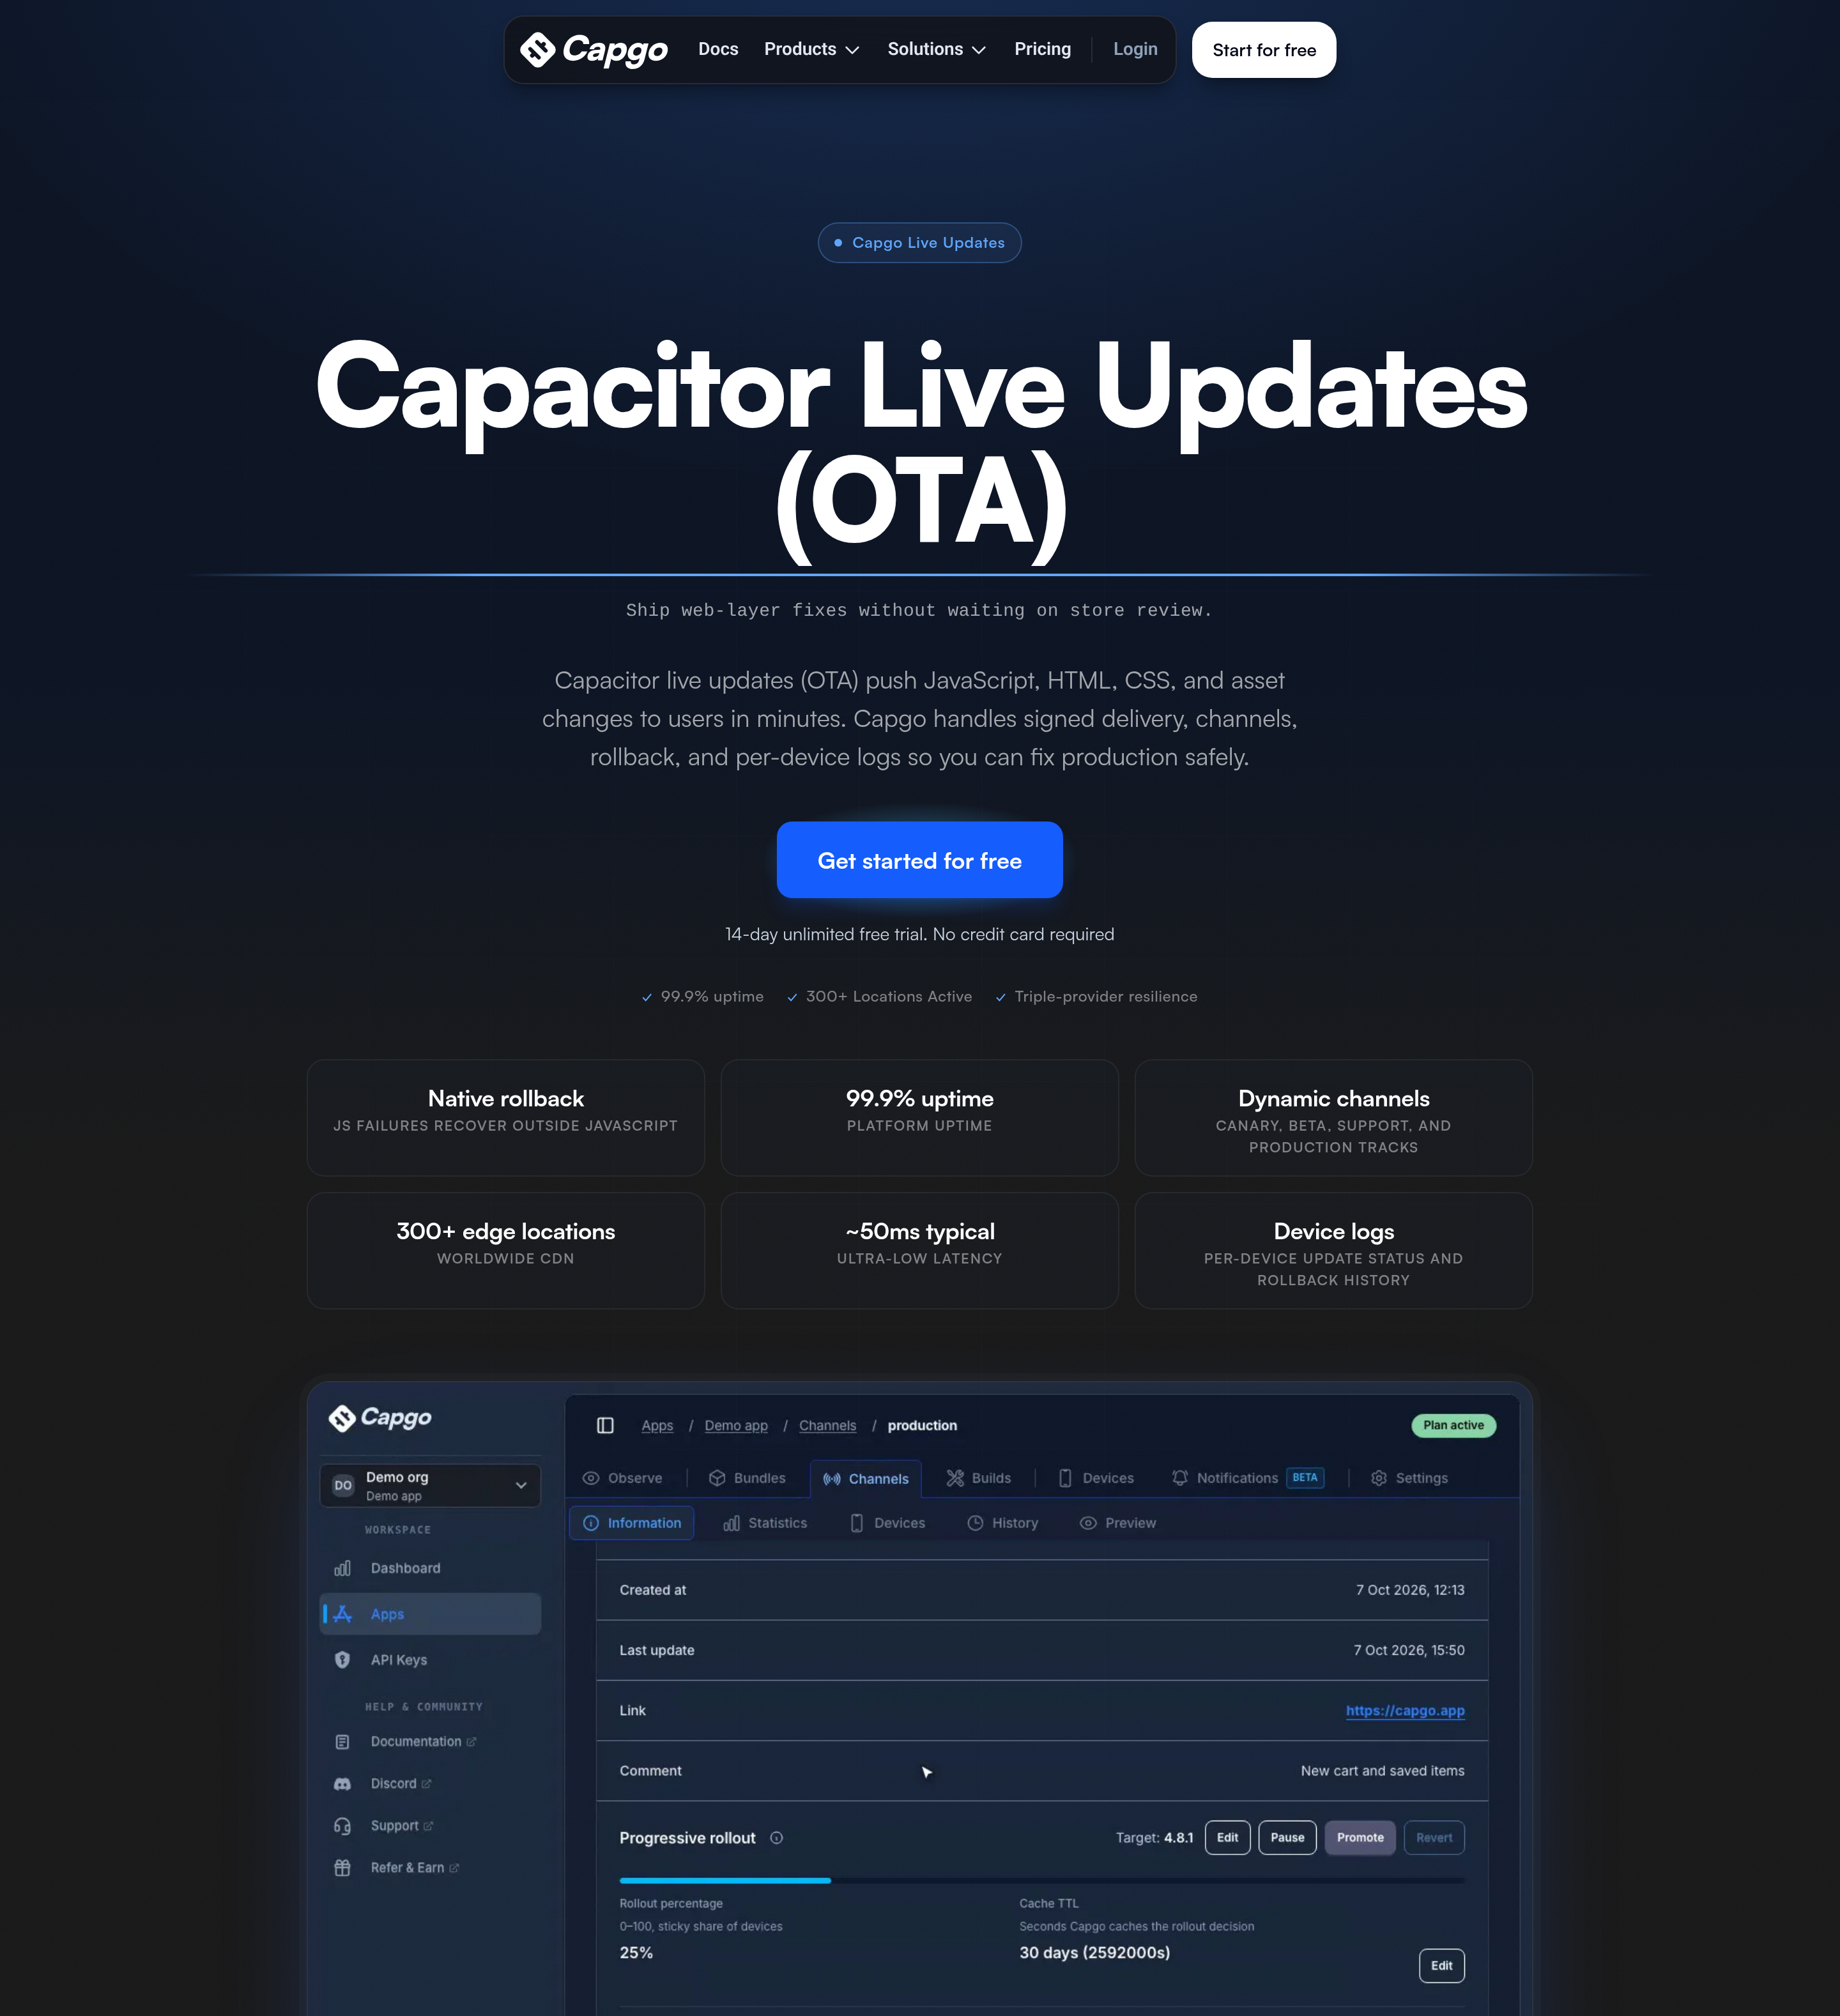 Capgo
Docs
Products
Solutions
Pricing
Login
Start for free
Capgo Live Updates
Capacitor Live Updates
(OTA)
Ship web-layer fixes without waiting on store review.
Capacitor live updates (OTA) push JavaScript, HTML, CSS, and asset
changes to users in minutes. Capgo handles signed delivery, channels,
rollback, and per-device logs so you can fix production safely.
Get started for free
14-day unlimited free trial. No credit card required
99.9% uptime
300+ Locations Active
Triple-provider resilience
Native rollback
JS FAILURES RECOVER OUTSIDE JAVASCRIPT
99.9% uptime
PLATFORM UPTIME
Dynamic channels
CANARY, BETA, SUPPORT, AND
PRODUCTION TRACKS
300+ edge locations
WORLDWIDE CDN
~50ms typical
ULTRA-LOW LATENCY
Device logs
PER-DEVICE UPDATE STATUS AND
ROLLBACK HISTORY
Capgo
DO
Demo org
Demo app
WORKSPACE
Dashboard
Apps
API Keys
HELP & COMMUNITY
Documentation
Discord
Support
Refer & Earn
Apps / Demo app / Channels / production
Plan active
Observe
Bundles
Channels
Builds
Devices
Notifications BETA
Settings
Information
Statistics
Devices
History
Preview
Created at
7 Oct 2026, 12:13
Last update
7 Oct 2026, 15:50
Link
https://capgo.app
Comment
New cart and saved items
Progressive rollout
Target: 4.8.1
Edit
Pause
Promote
Revert
Rollout percentage
0–100, sticky share of devices
25%
Cache TTL
Seconds Capgo caches the rollout decision
30 days (2592000s)
Edit